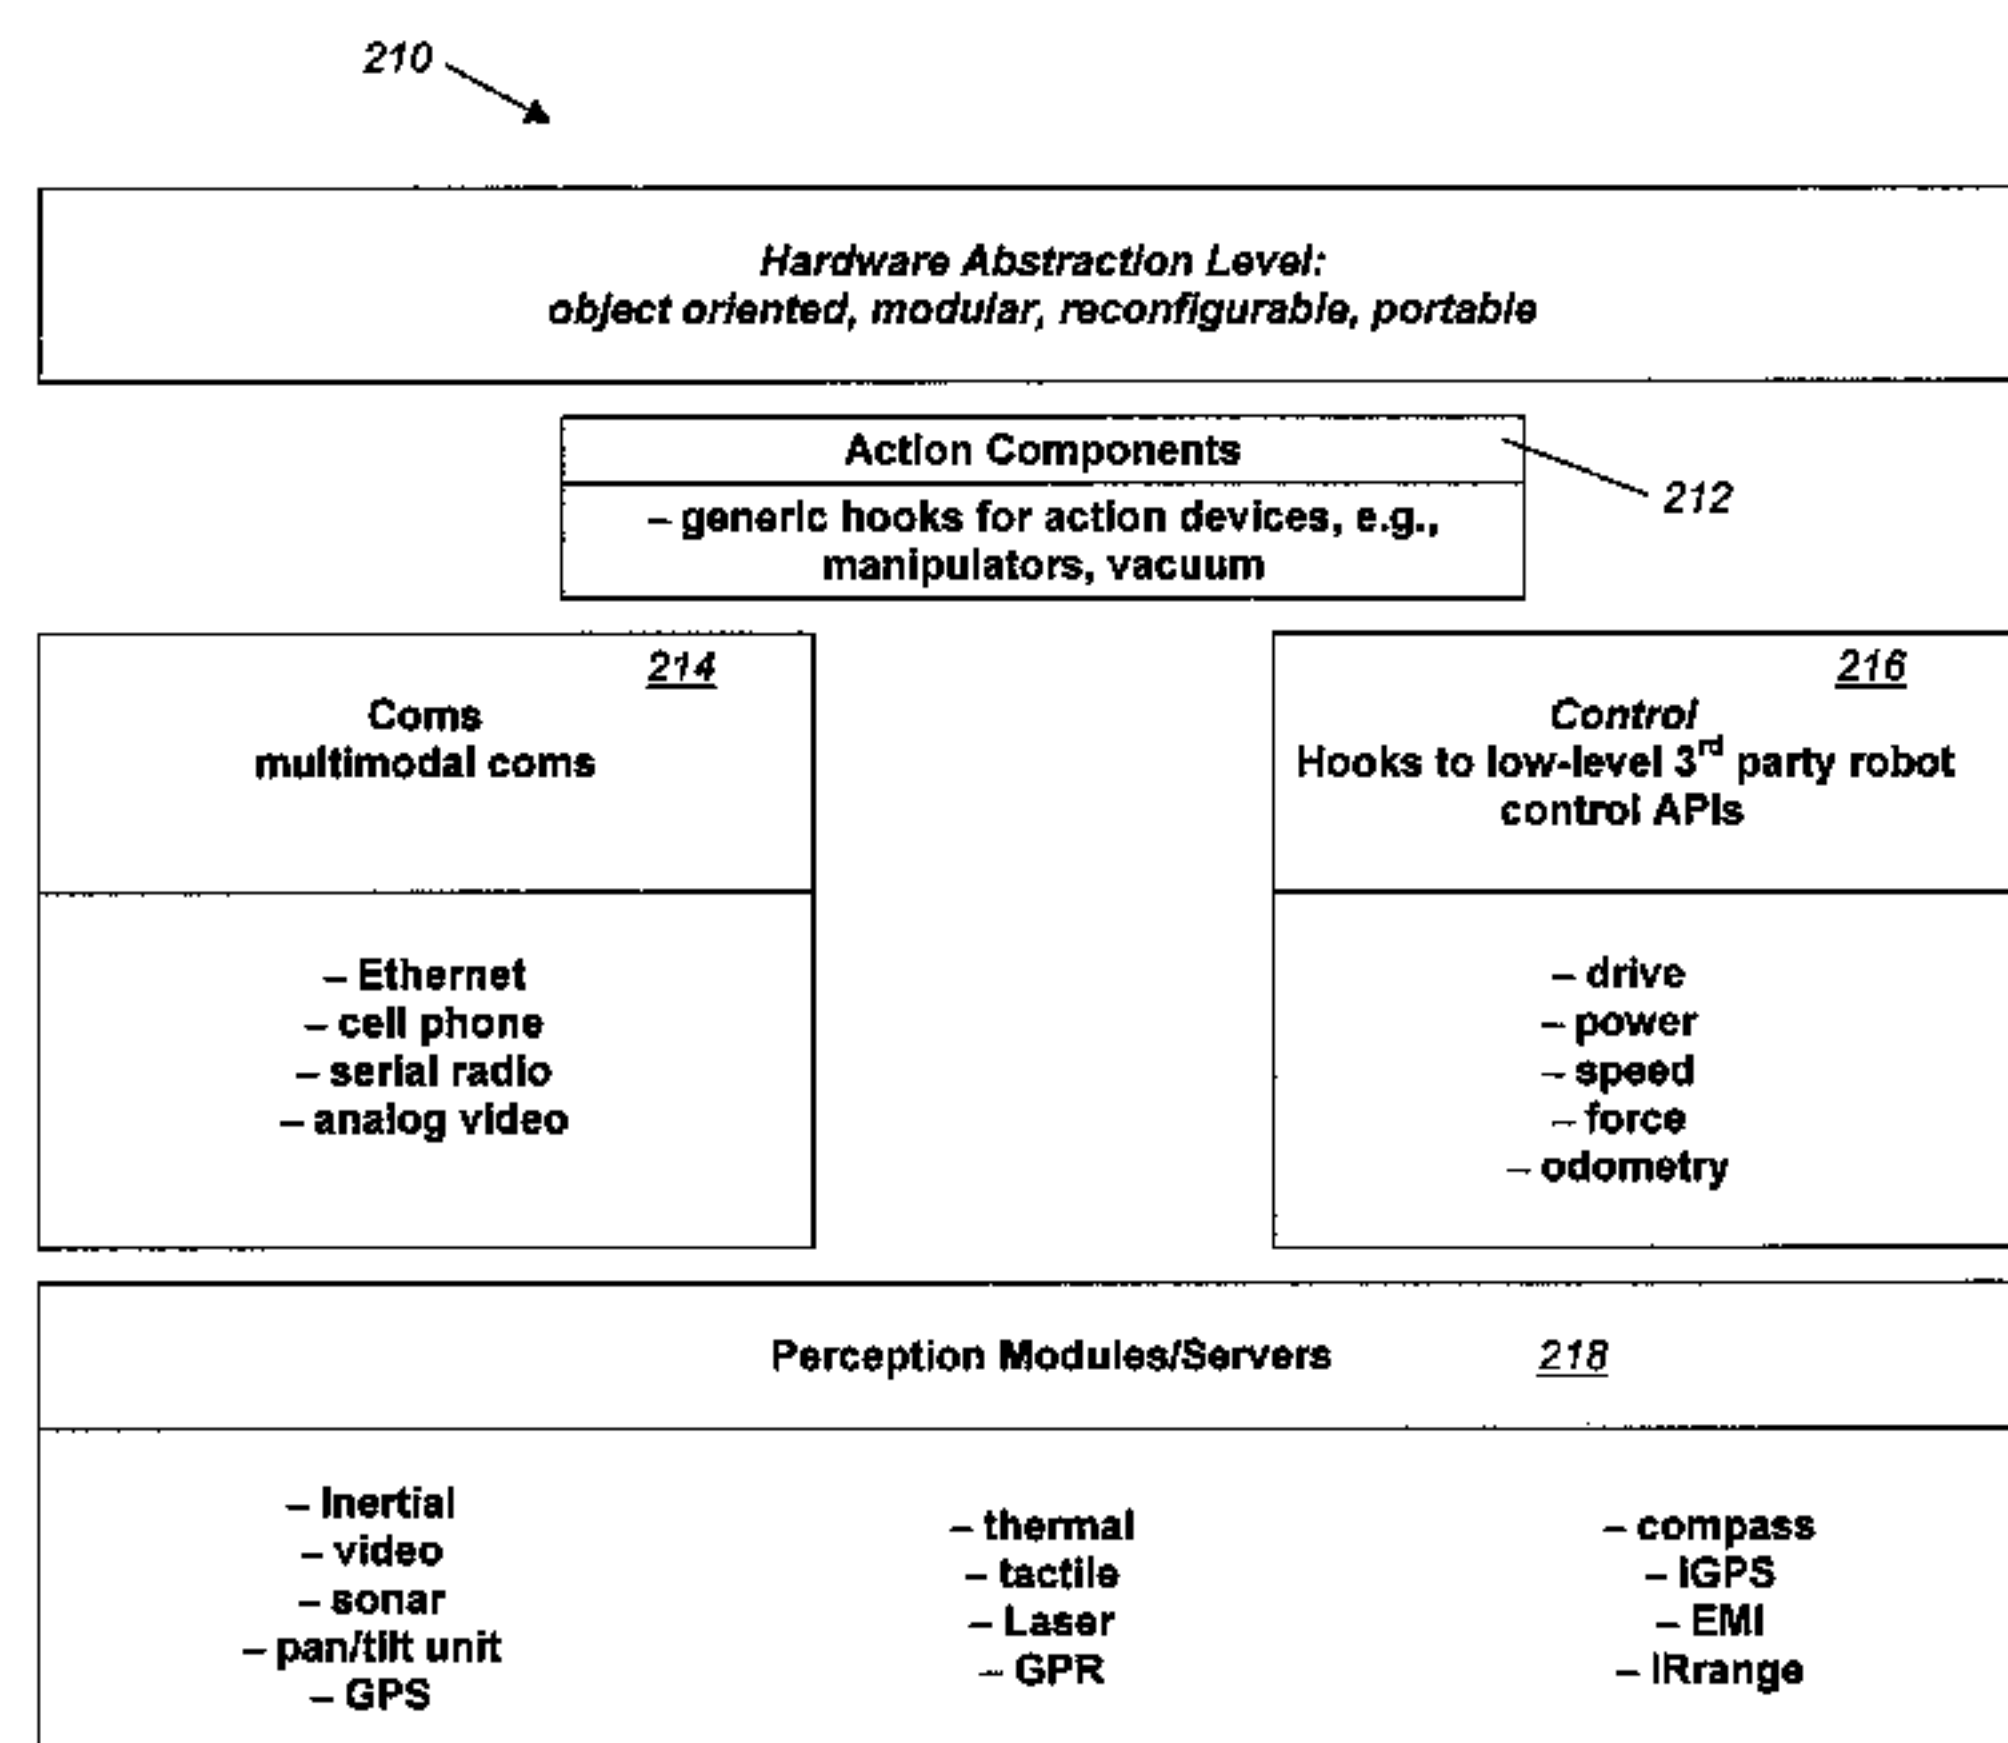 210
Hardware Abstraction Level:
object oriented, modular, reconfigurable, portable
Action Components
– generic hooks for action devices, e.g.,
manipulators, vacuum
212
214
Coms
multimodal coms
– Ethernet
– cell phone
– serial radio
– analog video
216
Control
Hooks to low-level 3rd party robot
control APIs
– drive
– power
– speed
– force
– odometry
Perception Modules/Servers 218
– Inertial
– video
– sonar
– pan/tilt unit
– GPS
– thermal
– tactile
– Laser
– GPR
– compass
– IGPS
– EMI
– IRrange